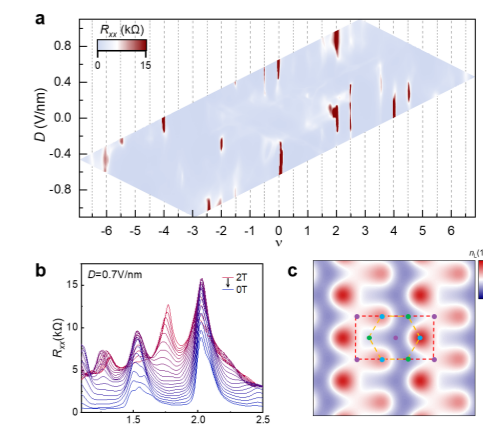 a
R_xx (kΩ)
0 15
D (V/nm)
0.8
0.4
0.0
-0.4
-0.8
-6 -5 -4 -3 -2 -1 0 1 2 3 4 5 6
ν
b
D=0.7V/nm
2T
0T
R_xx(kΩ)
15
10
5
0
1.5 2.0 2.5
c